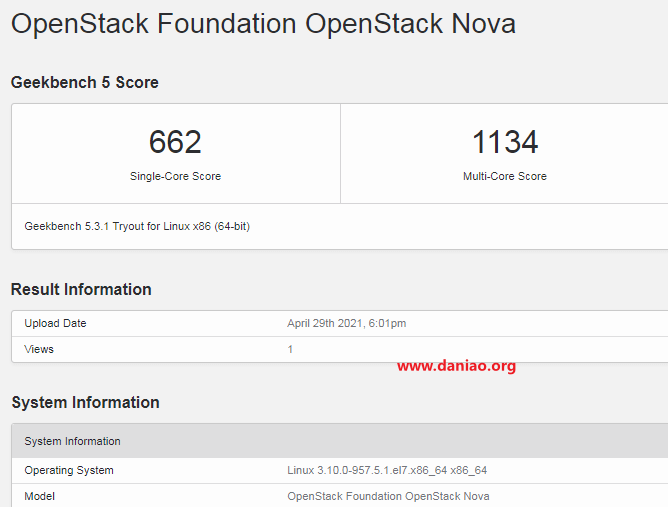 OpenStack Foundation OpenStack Nova
Geekbench 5 Score
662 1134
Single-Core Score Multi-Core Score
Geekbench 5.3.1 Tryout for Linux x86 (64-bit)
Result Information
Upload Date April 29th 2021, 6:01pm
Views 1
www.daniao.org
System Information
System Information
Operating System Linux 3.10.0-957.5.1.el7.x86_64 x86_64
Model OpenStack Foundation OpenStack Nova